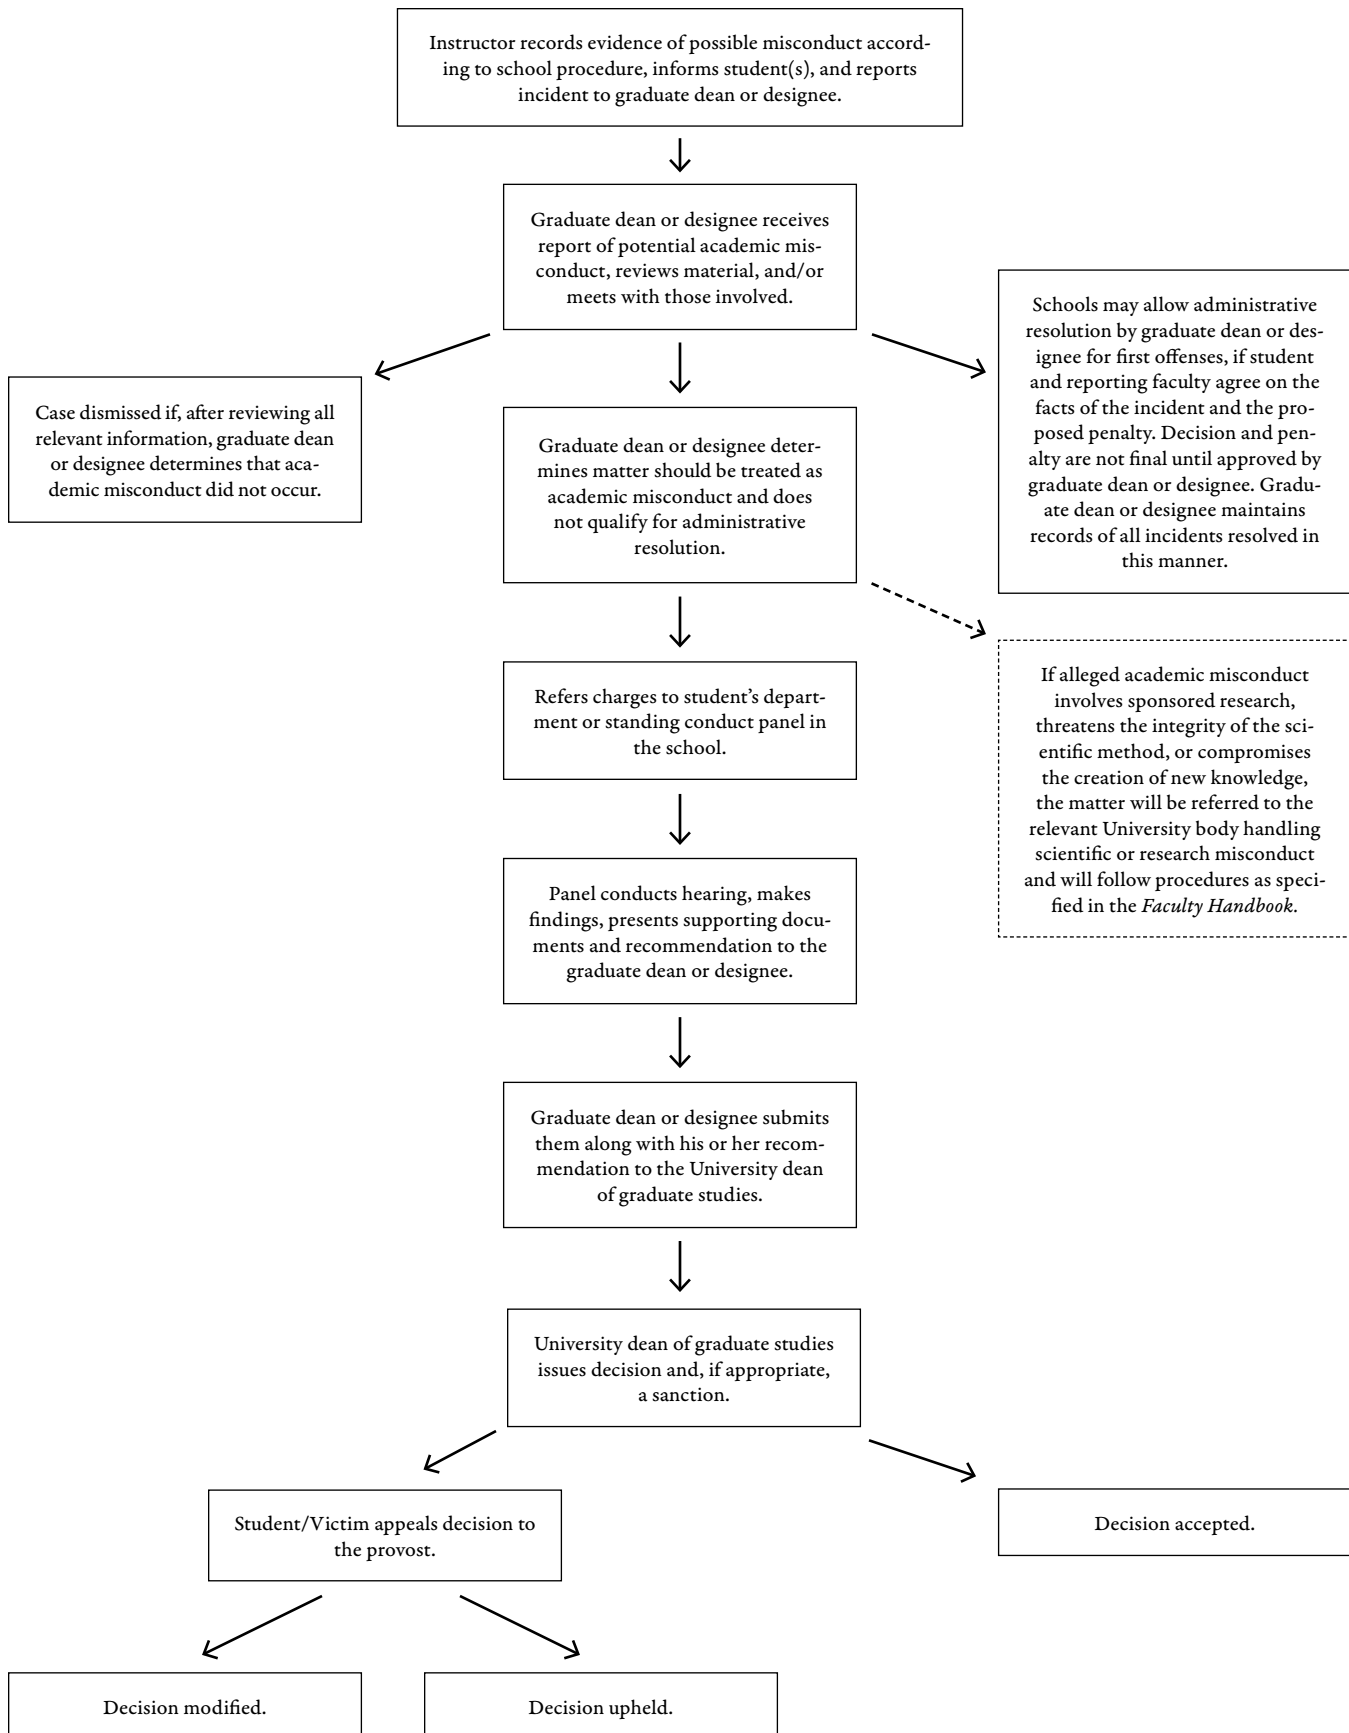 Instructor records evidence of possible misconduct accord-
ing to school procedure, informs student(s), and reports
incident to graduate dean or designee.
Graduate dean or designee receives
report of potential academic mis-
conduct, reviews material, and/or
meets with those involved.
Case dismissed if, after reviewing all
relevant information, graduate dean
or designee determines that aca-
demic misconduct did not occur.
Graduate dean or designee deter-
mines matter should be treated as
academic misconduct and does
not qualify for administrative
resolution.
Schools may allow administrative
resolution by graduate dean or des-
ignee for first offenses, if student
and reporting faculty agree on the
facts of the incident and the pro-
posed penalty. Decision and pen-
alty are not final until approved by
graduate dean or designee. Gradu-
ate dean or designee maintains
records of all incidents resolved in
this manner.
If alleged academic misconduct
involves sponsored research,
threatens the integrity of the sci-
entific method, or compromises
the creation of new knowledge,
the matter will be referred to the
relevant University body handling
scientific or research misconduct
and will follow procedures as speci-
fied in the Faculty Handbook.
Refers charges to student’s depart-
ment or standing conduct panel in
the school.
Panel conducts hearing, makes
findings, presents supporting docu-
ments and recommendation to the
graduate dean or designee.
Graduate dean or designee submits
them along with his or her recom-
mendation to the University dean
of graduate studies.
University dean of graduate studies
issues decision and, if appropriate,
a sanction.
Student/Victim appeals decision to
the provost.
Decision accepted.
Decision modified.
Decision upheld.